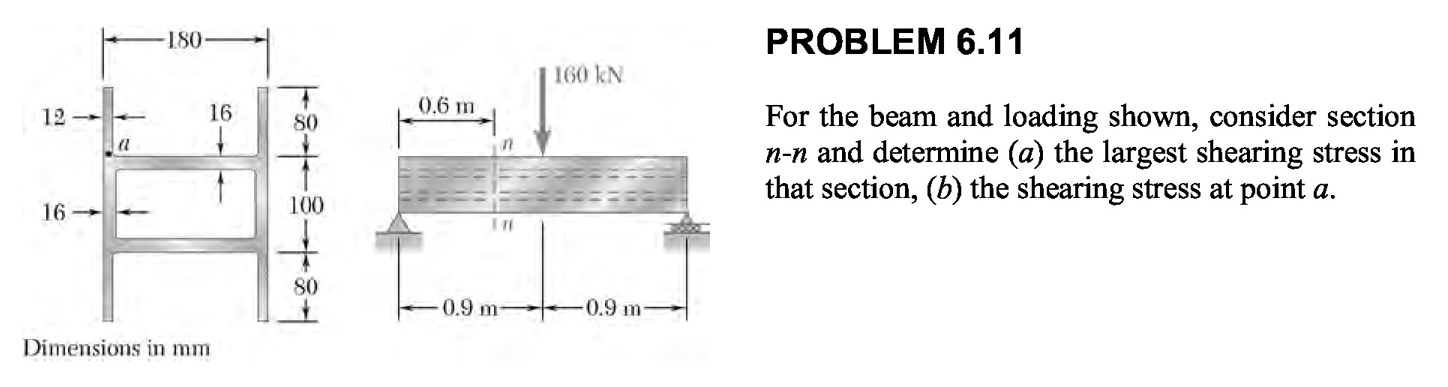 180
12
16
80
a
16
100
80
Dimensions in mm
160 kN
0.6 m
n
n
0.9 m
0.9 m
PROBLEM 6.11
For the beam and loading shown, consider section
n-n and determine (a) the largest shearing stress in
that section, (b) the shearing stress at point a.